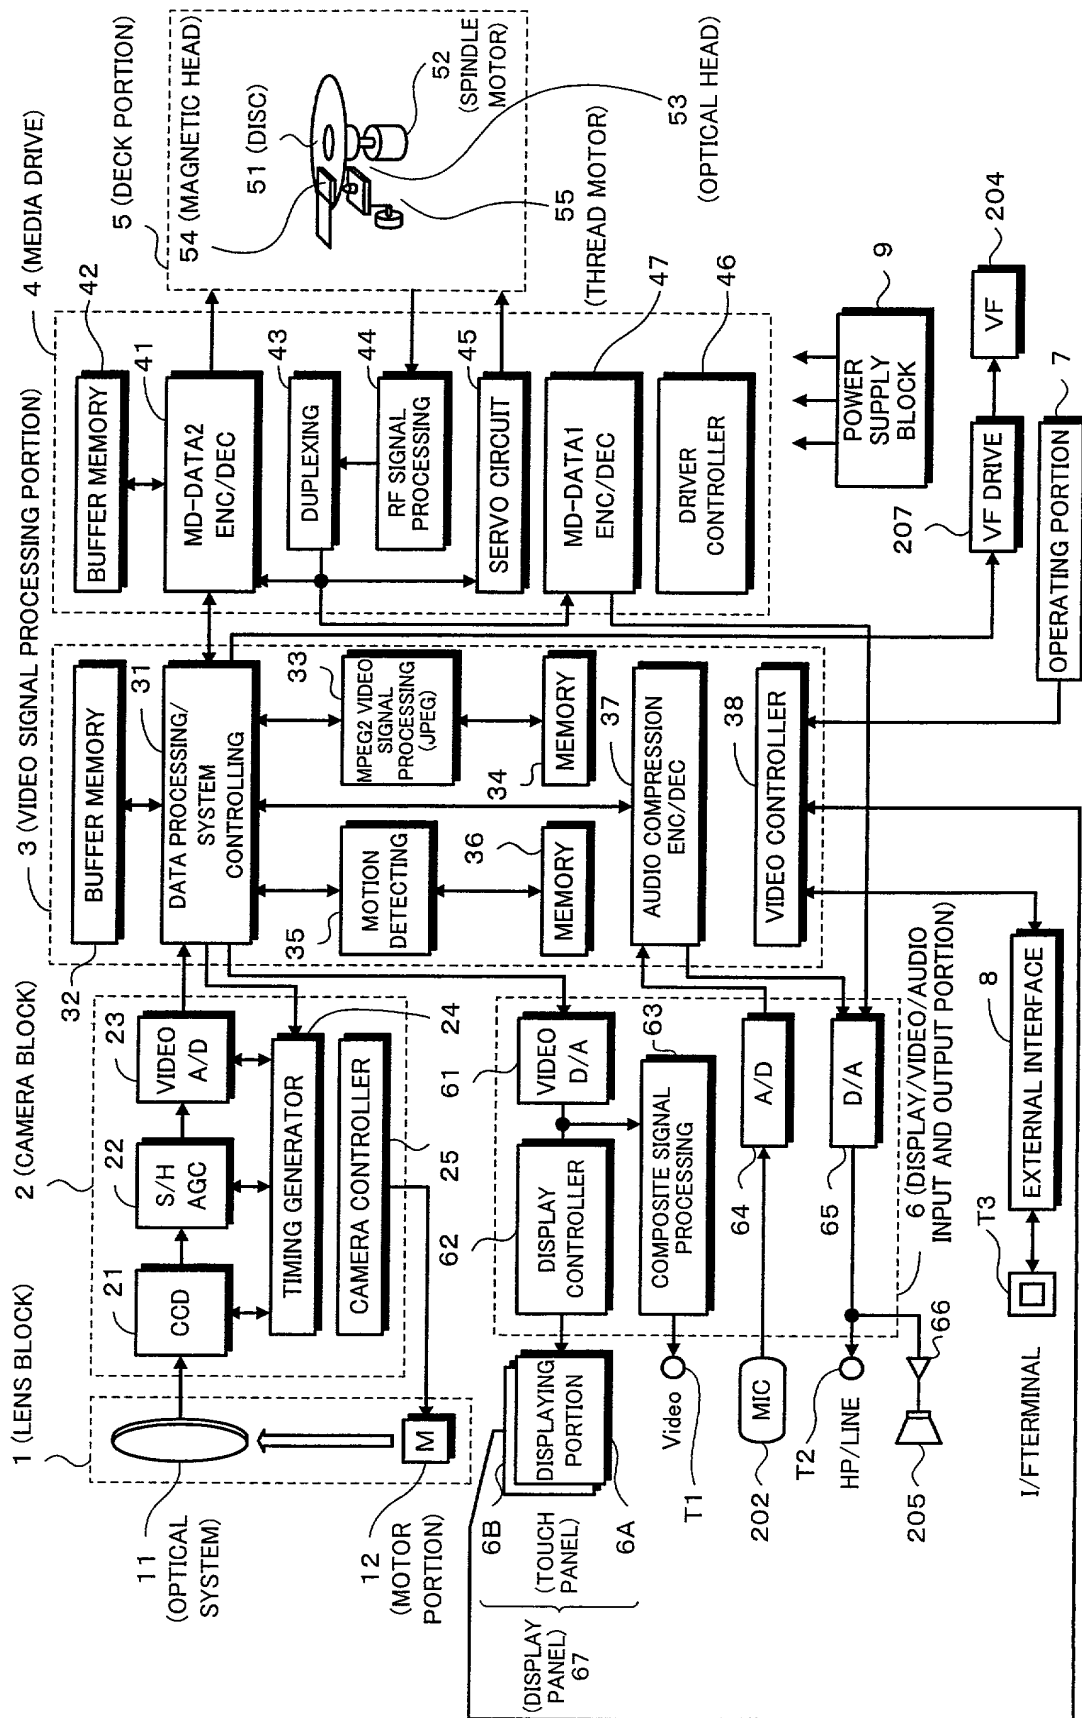 1 (LENS BLOCK)
11
(OPTICAL
SYSTEM)
12
(MOTOR
PORTION)
M
2 (CAMERA BLOCK)
21
CCD
22
S/H
AGC
23
VIDEO
A/D
24
TIMING GENERATOR
25
CAMERA CONTROLLER
3 (VIDEO SIGNAL PROCESSING PORTION)
32
BUFFER MEMORY
31
DATA PROCESSING/
SYSTEM
CONTROLLING
33
MPEG2 VIDEO
SIGNAL
PROCESSING
(JPEG)
34
MEMORY
35
MOTION
DETECTING
36
MEMORY
37
AUDIO COMPRESSION
ENC/DEC
38
VIDEO CONTROLLER
4 (MEDIA DRIVE)
42
BUFFER MEMORY
41
MD-DATA2
ENC/DEC
43
DUPLEXING
44
RF SIGNAL
PROCESSING
45
SERVO CIRCUIT
47
MD-DATA1
ENC/DEC
46
DRIVER
CONTROLLER
5 (DECK PORTION)
54 (MAGNETIC HEAD)
51 (DISC)
52
(SPINDLE
MOTOR)
53
(OPTICAL HEAD)
55
(THREAD MOTOR)
6 (DISPLAY/VIDEO/AUDIO
INPUT AND OUTPUT PORTION)
61
VIDEO
D/A
62
DISPLAY
CONTROLLER
63
COMPOSITE SIGNAL
PROCESSING
64
A/D
65
D/A
6B
(TOUCH
PANEL)
6A
DISPLAYING
PORTION
(DISPLAY
PANEL)
67
Video
T1
MIC
202
T2
HP/LINE
66
205
I/FTERMINAL
T3
8
EXTERNAL INTERFACE
7
OPERATING PORTION
9
POWER
SUPPLY
BLOCK
207
VF DRIVE
204
VF